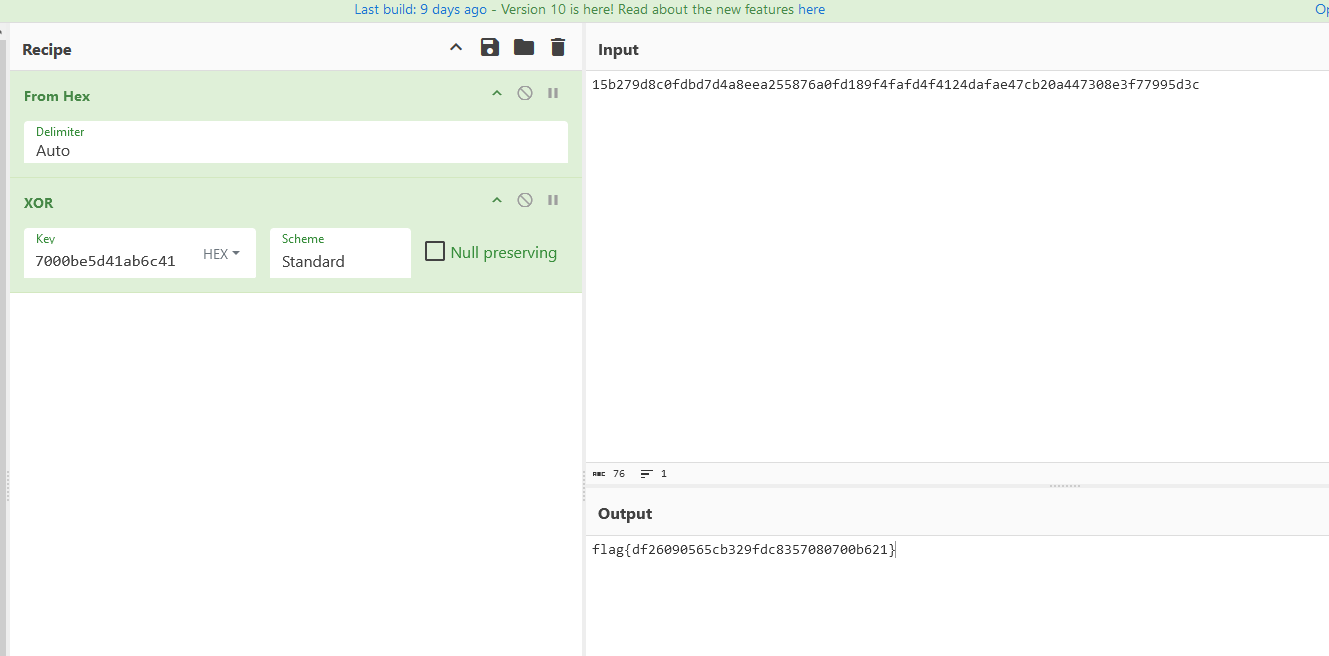 Last build: 9 days ago - Version 10 is here! Read about the new features here
Op
Recipe
From Hex
Delimiter
Auto
XOR
Key
7000be5d41ab6c41
HEX
Scheme
Standard
Null preserving
Input
15b279d8c0fdbd7d4a8eea255876a0fd189f4fafd4f4124dafae47cb20a447308e3f77995d3c
ABC 76
1
Output
flag{df26090565cb329fdc8357080700b621}